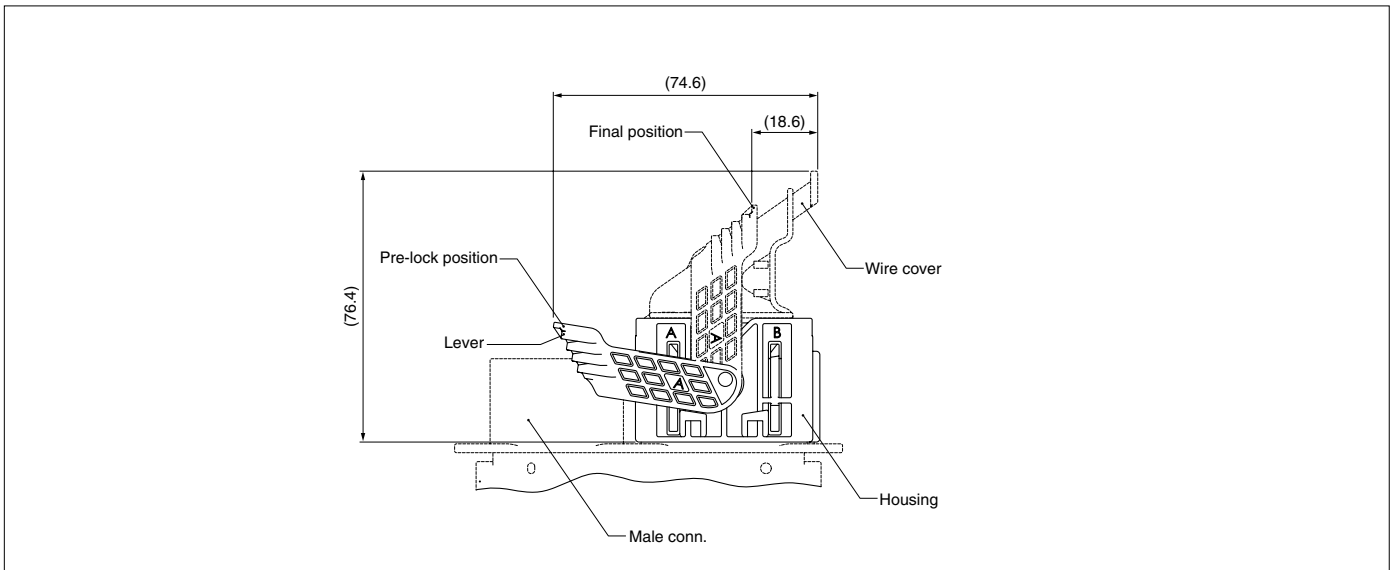 (74.6)
(18.6)
Final position
Pre-lock position
Wire cover
(76.4)
A
A
B
Lever
A
Housing
Male conn.